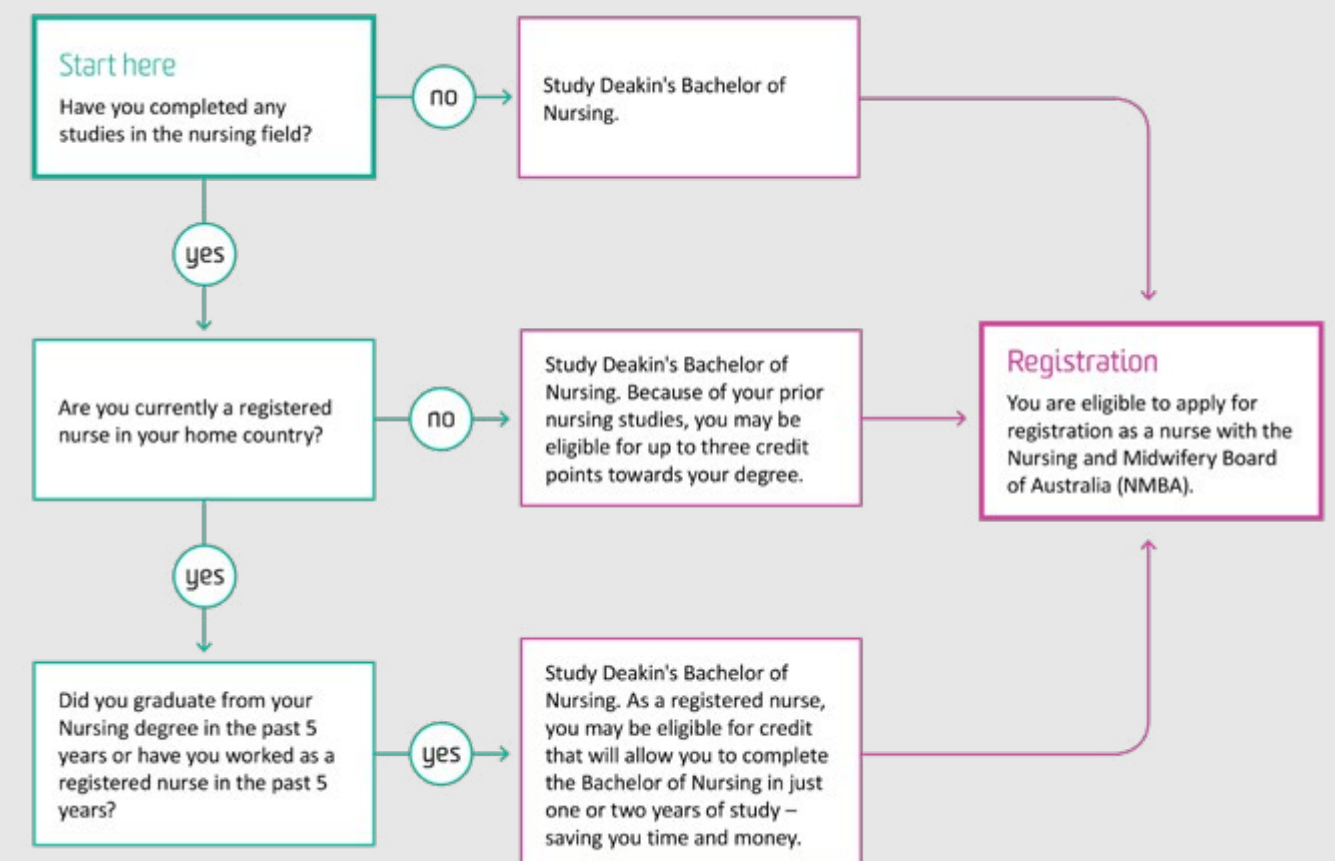 Start here
Have you completed any
studies in the nursing field?
no
Study Deakin's Bachelor of
Nursing.
yes
Are you currently a registered
nurse in your home country?
no
Study Deakin's Bachelor of
Nursing. Because of your prior
nursing studies, you may be
eligible for up to three credit
points towards your degree.
Registration
You are eligible to apply for
registration as a nurse with the
Nursing and Midwifery Board
of Australia (NMBA).
yes
Did you graduate from your
Nursing degree in the past 5
years or have you worked as a
registered nurse in the past 5
years?
yes
Study Deakin's Bachelor of
Nursing. As a registered nurse,
you may be eligible for credit
that will allow you to complete
the Bachelor of Nursing in just
one or two years of study –
saving you time and money.